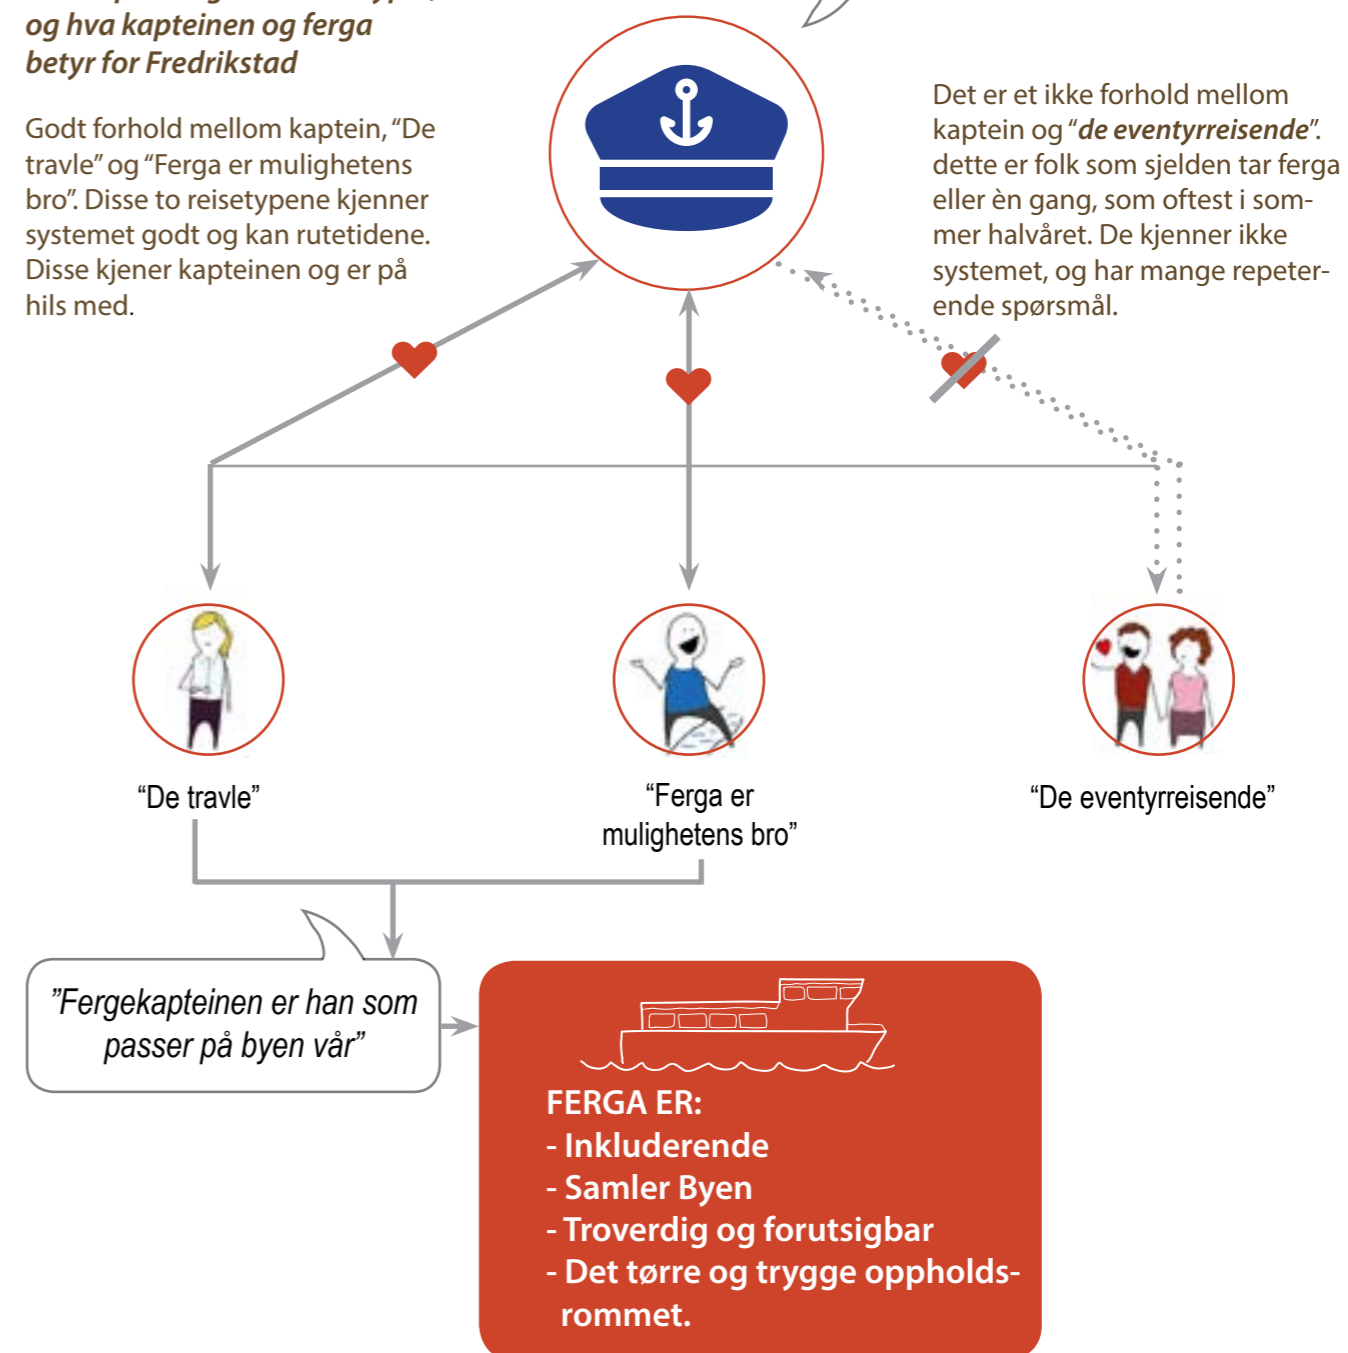 og hva kapteinen og ferga
betyr for Fredrikstad
Godt forhold mellom kaptein, “De
travle” og “Ferga er mulighetens
bro”. Disse to reisetypene kjenner
systemet godt og kan rutetidene.
Disse kjener kapteinen og er på
hils med.
Det er et ikke forhold mellom
kaptein og “de eventyrreisende”.
dette er folk som sjelden tar ferga
eller èn gang, som oftest i som-
mer halvåret. De kjenner ikke
systemet, og har mange repeter-
ende spørsmål.
“De travle”
“Ferga er
mulighetens bro”
“De eventyrreisende”
”Fergekapteinen er han som
passer på byen vår”
FERGA ER:
- Inkluderende
- Samler Byen
- Troverdig og forutsigbar
- Det tørre og trygge oppholds-
rommet.